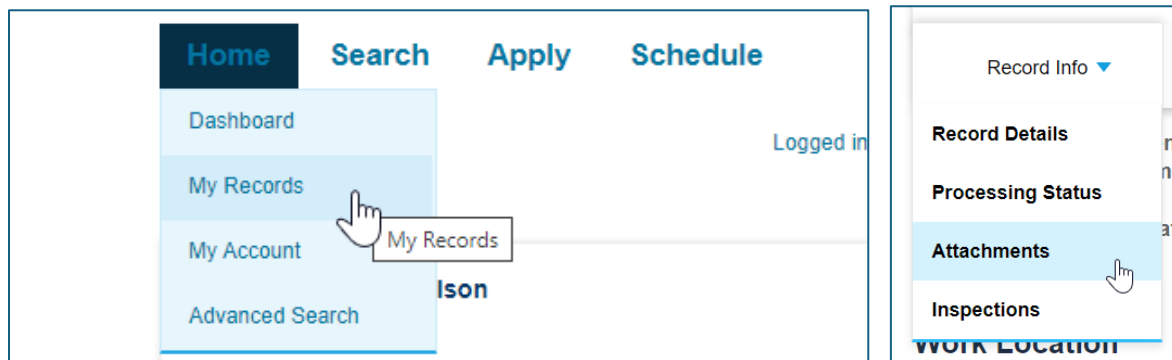 Home Search Apply Schedule
Dashboard
Logged in
My Records
My Records
My Account
lson
Advanced Search
Record Info
Record Details
Processing Status
Attachments
Inspections
Work Location